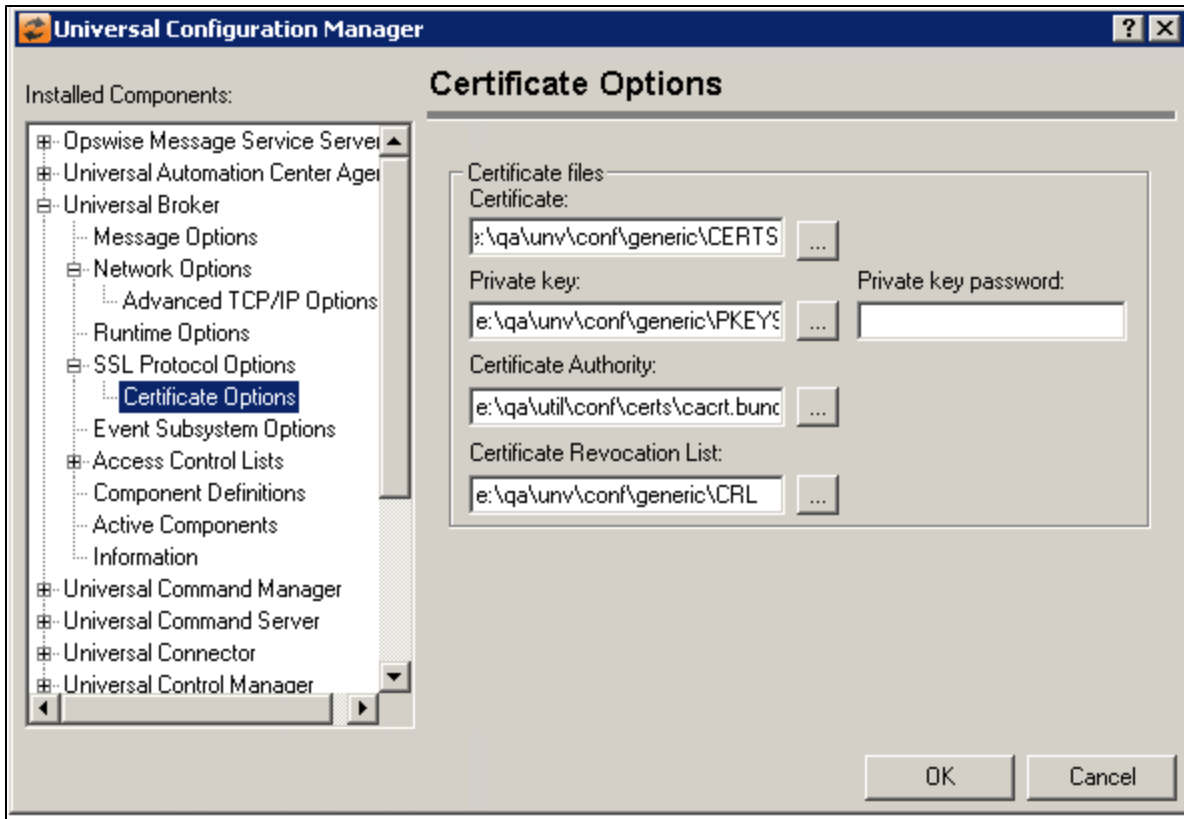 Universal Configuration Manager
Installed Components:
Opswise Message Service Server
Universal Automation Center Agen
Universal Broker
Message Options
Network Options
Advanced TCP/IP Options
Runtime Options
SSL Protocol Options
Certificate Options
Event Subsystem Options
Access Control Lists
Component Definitions
Active Components
Information
Universal Command Manager
Universal Command Server
Universal Connector
Universal Control Manager
Certificate Options
Certificate files
Certificate:
e:\qa\unv\conf\generic\CERTS
...
Private key:
Private key password:
e:\qa\unv\conf\generic\PKEYS
...
Certificate Authority:
e:\qa\util\conf\certs\cacrt.bund
...
Certificate Revocation List:
e:\qa\unv\conf\generic\CRL
...
OK
Cancel